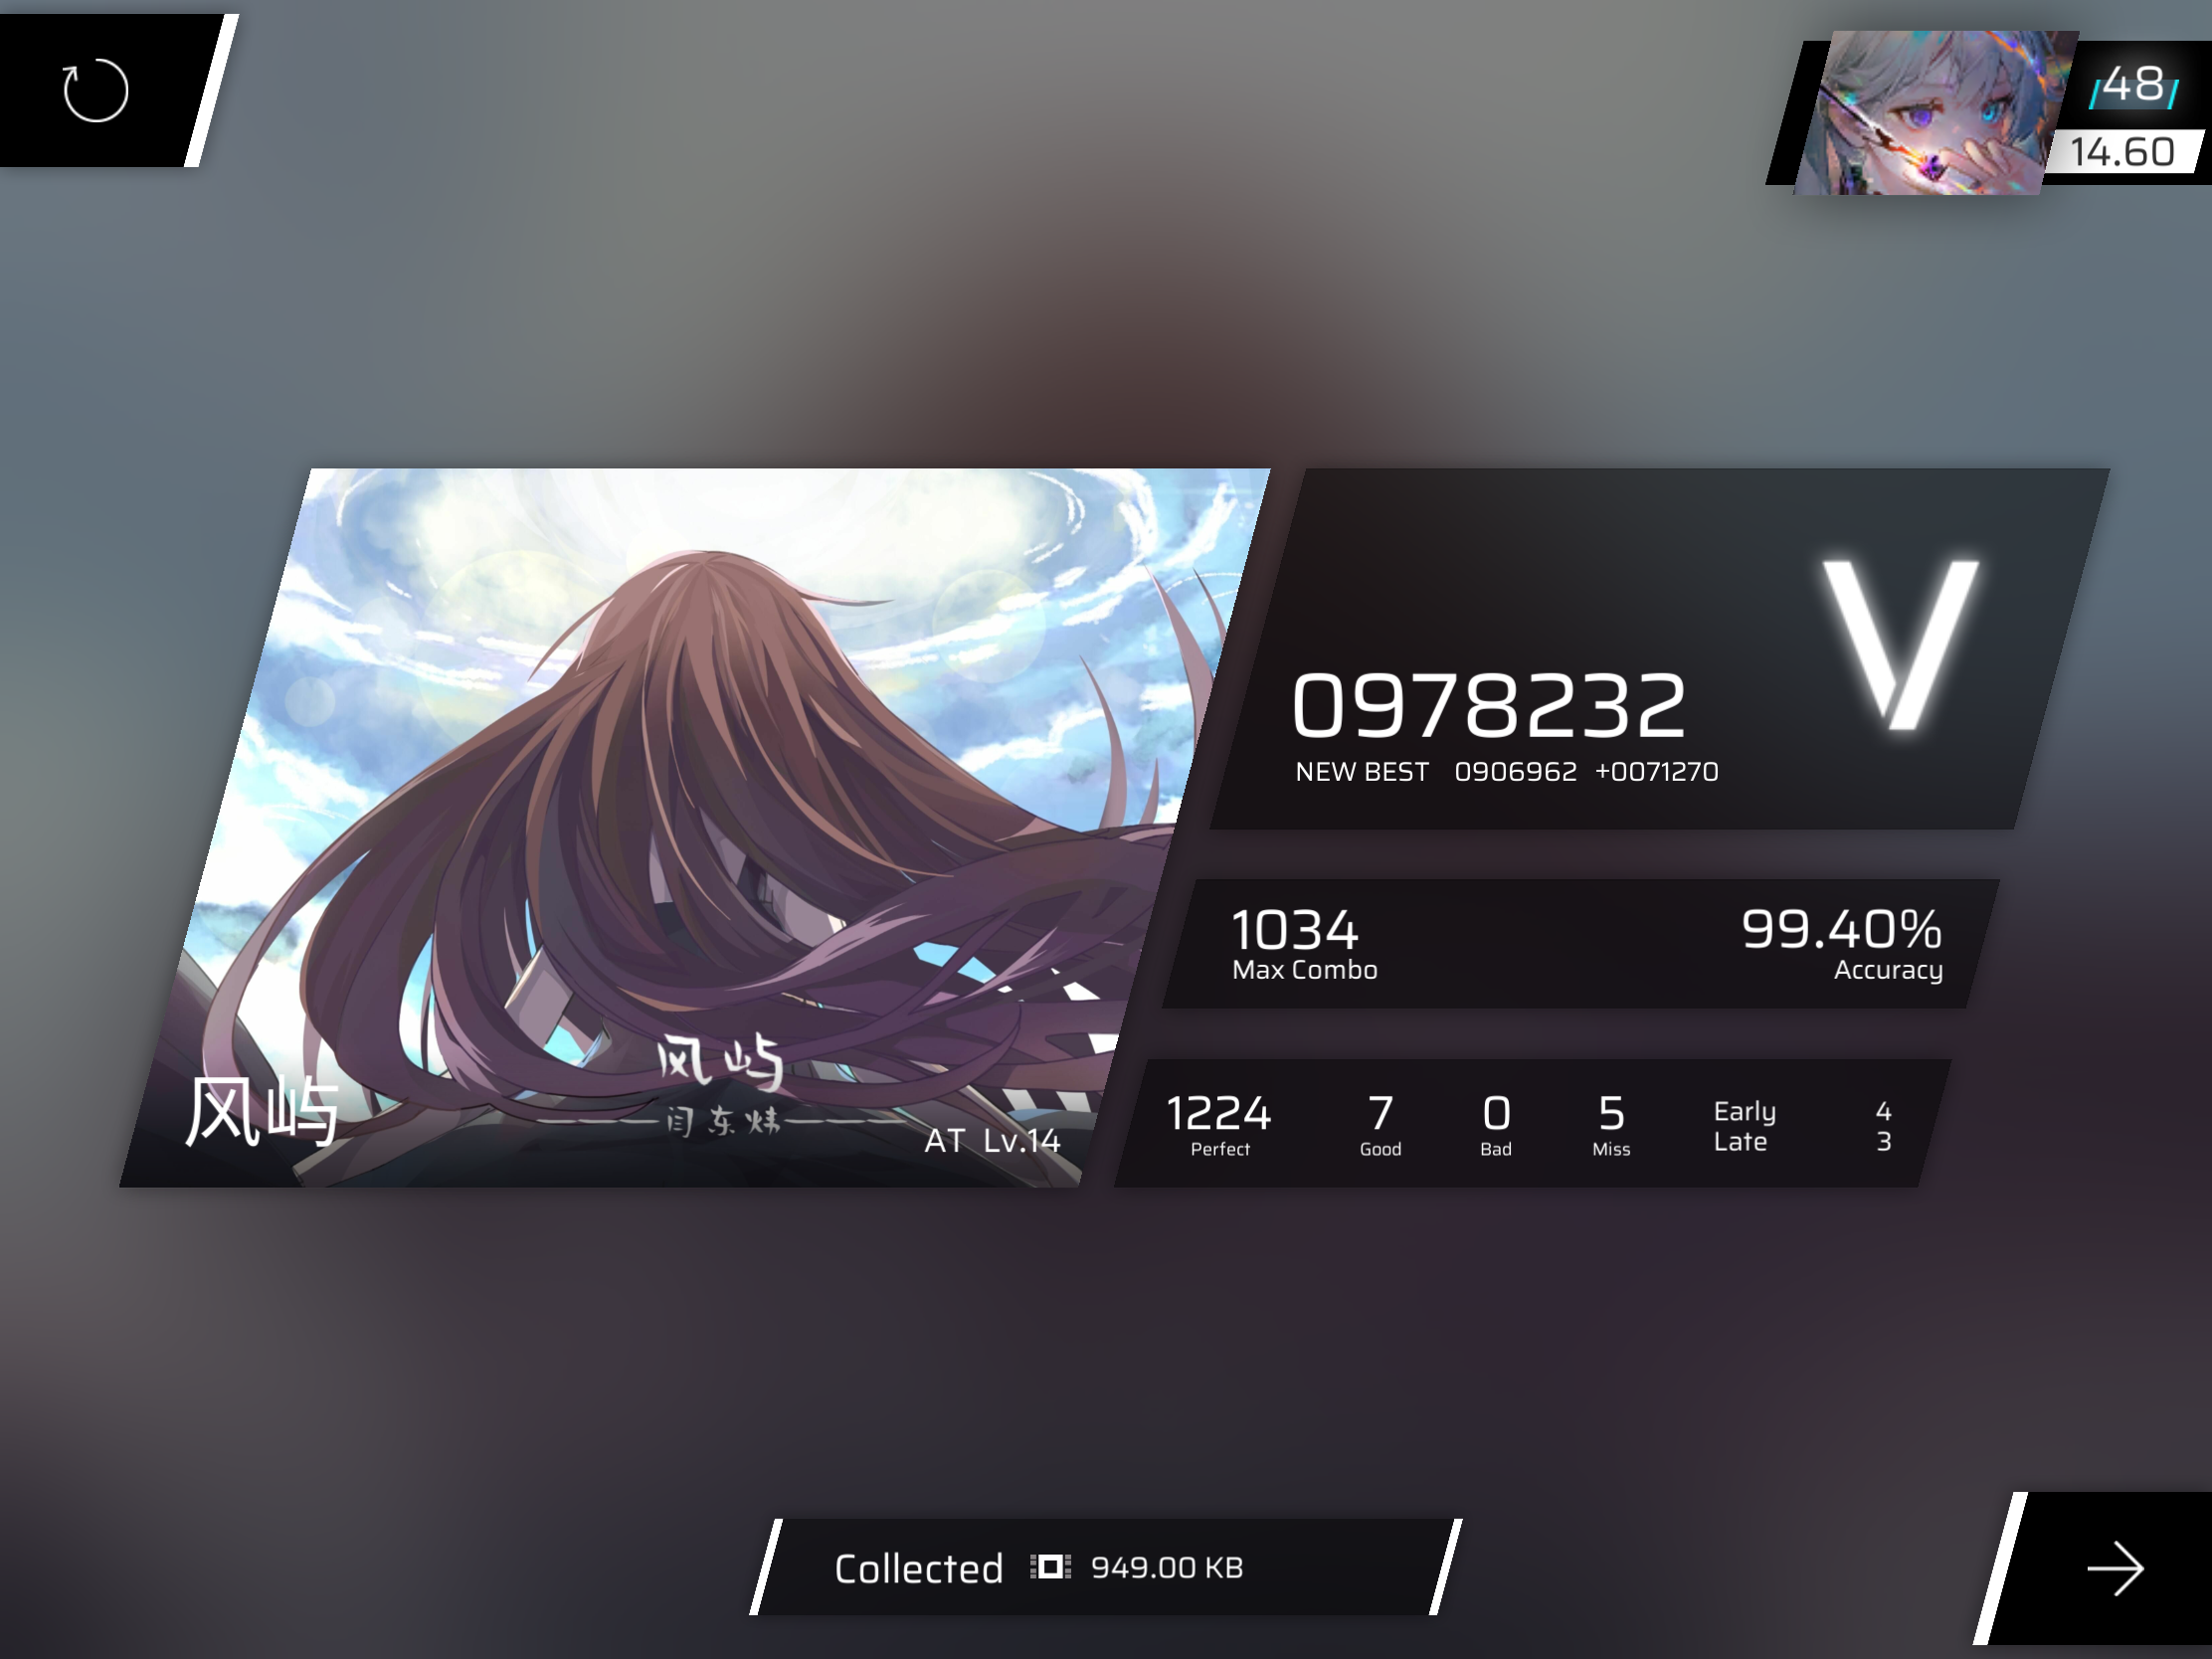 48
14.60
0978232
V
NEW BEST 0906962 +0071270
1034
Max Combo
99.40%
Accuracy
风屿
闫东炜
风屿
AT Lv.14
1224
Perfect
7
Good
0
Bad
5
Miss
Early 4
Late 3
Collected 949.00 KB